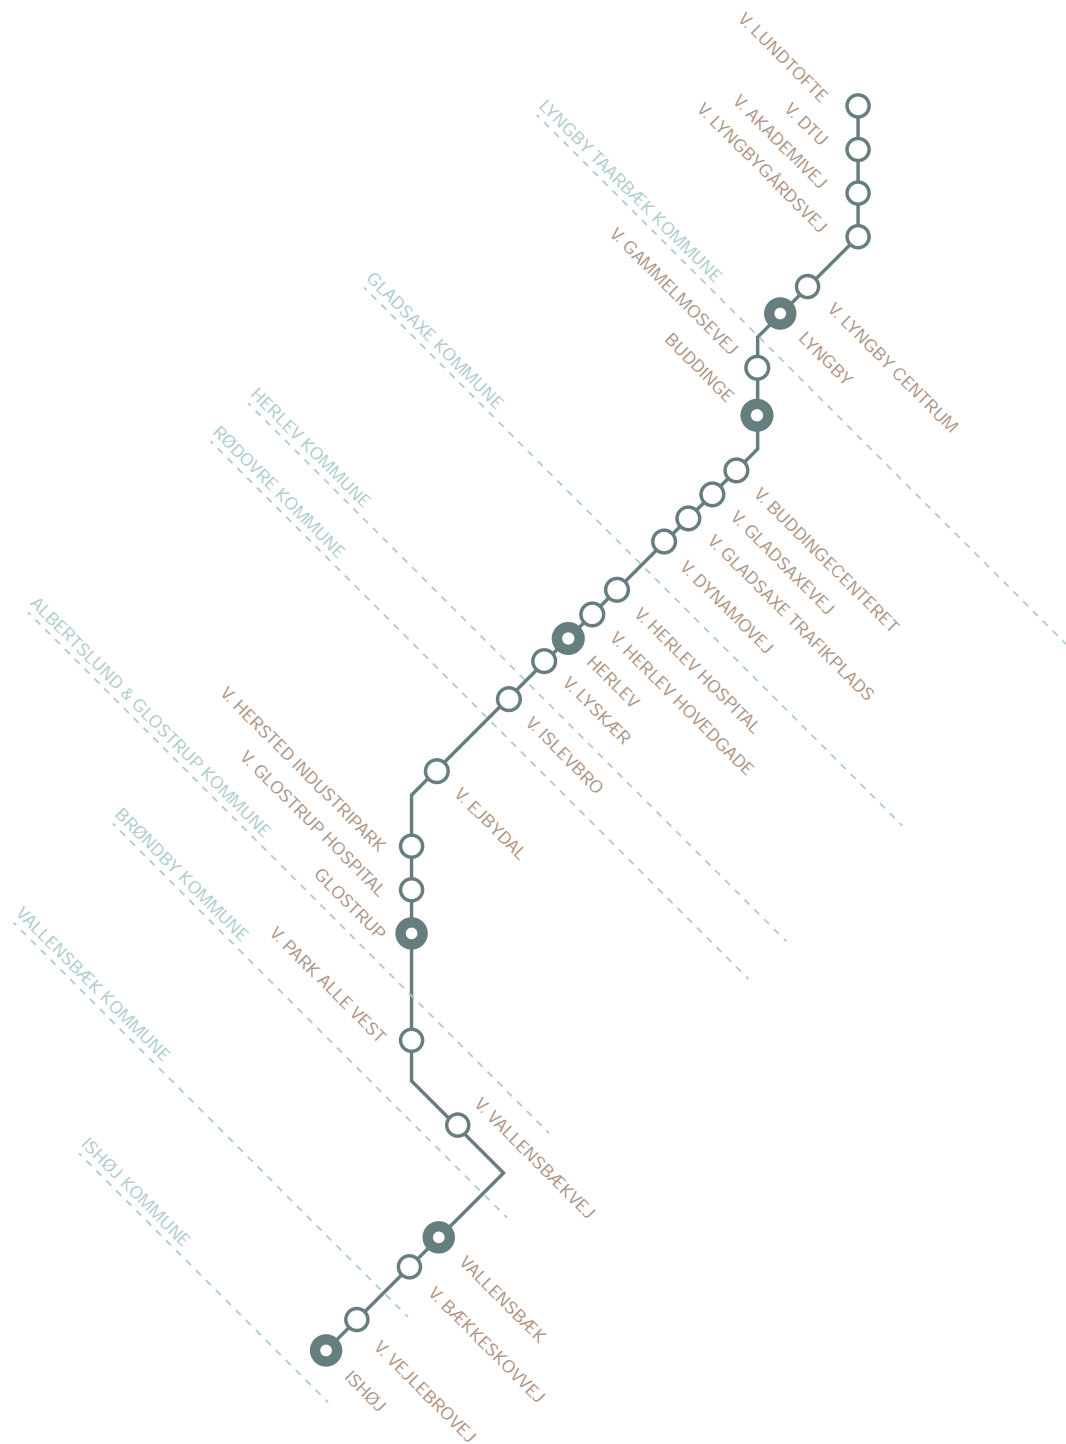 V. LUNDTOFTE
V. DTU
V. AKADEMIVEJ
V. LYNGBYGÅRDSVEJ
LYNGBY TAARBÆK KOMMUNE
V. LYNGBY CENTRUM
LYNGBY
V. GAMMELMOSEVEJ
BUDDINGE
GLADSAXE KOMMUNE
V. BUDDINGECENTERET
V. GLADSAXEVEJ
V. GLADSAXE TRAFIKPLADS
V. DYNAMOVEJ
HERLEV KOMMUNE
V. HERLEV HOSPITAL
V. HERLEV HOVEDGADE
HERLEV
V. LYSKÆR
RØDOVRE KOMMUNE
V. ISLEVBRO
V. EJBYDAL
ALBERTSLUND & GLOSTRUP KOMMUNE
V. HERSTED INDUSTRIPARK
V. GLOSTRUP HOSPITAL
GLOSTRUP
BRØNDBY KOMMUNE
V. PARK ALLE VEST
V. VALLENSBÆKVEJ
VALLENSBÆK KOMMUNE
VALLENSBÆK
V. BÆKKESKOVVEJ
ISHØJ KOMMUNE
V. VEJLEBROVEJ
ISHØJ